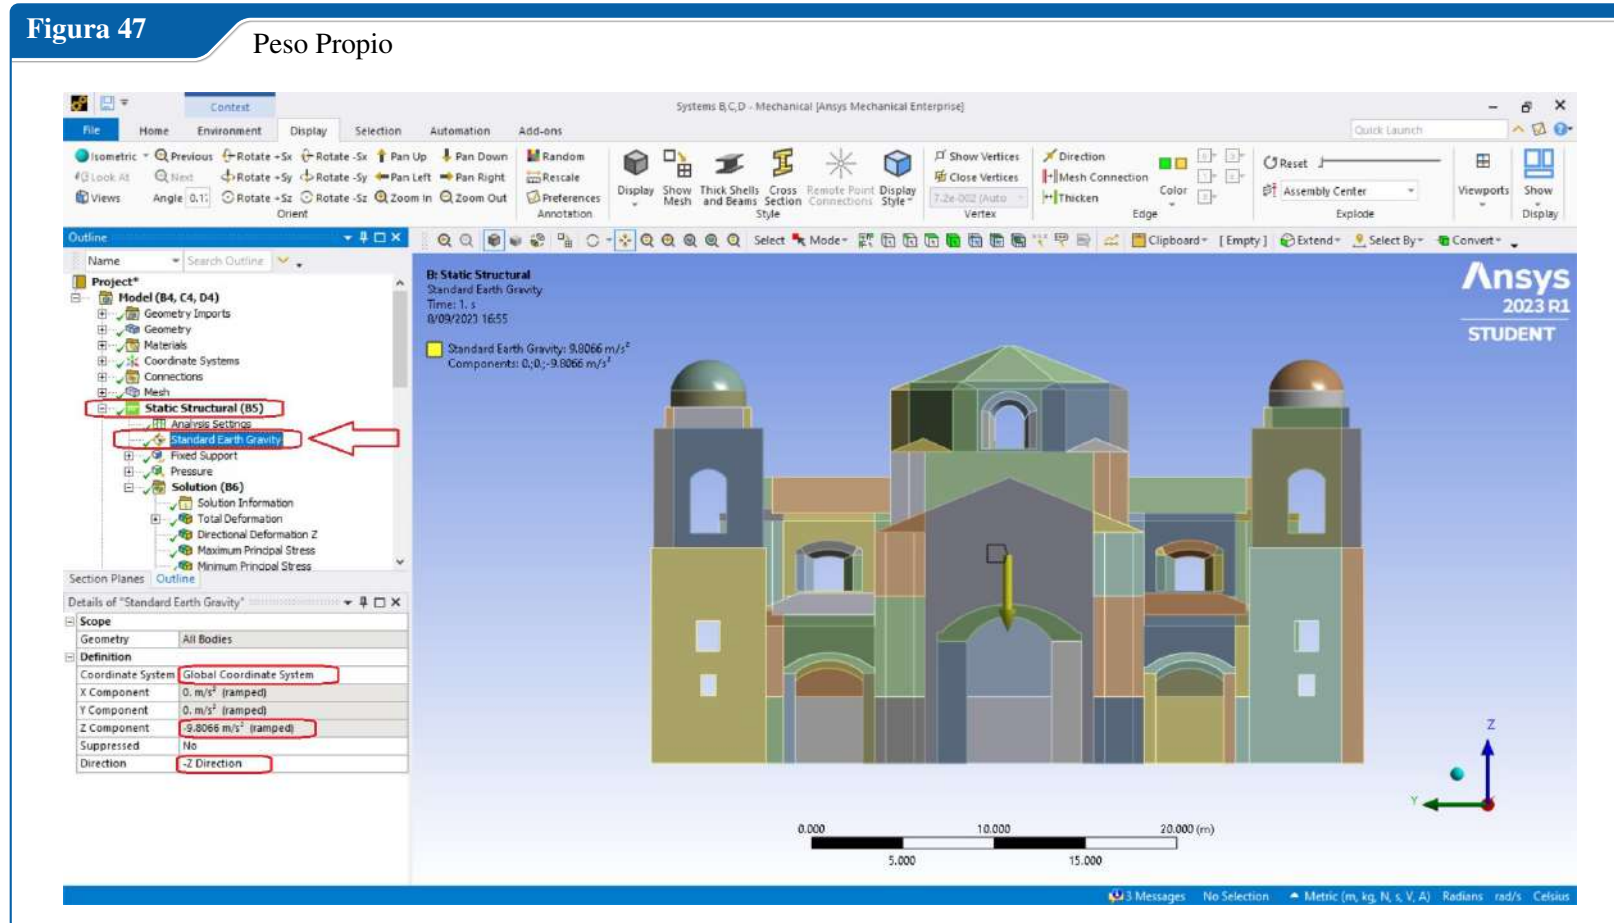 Figura 47
Peso Propio
Context
Systems B,C,D - Mechanical [Ansys Mechanical Enterprise]
File Home Environment Display Selection Automation Add-ons
Quick Launch
Isometric Previous Rotate +Sx Rotate -Sx Pan Up Pan Down
Look At Next Rotate +Sy Rotate -Sy Pan Left Pan Right
Views Angle Rotate +Sz Rotate -Sz Zoom In Zoom Out
Orient
Random
Rescale
Preferences
Annotation
Display
Show Mesh
Thick Shells and Beams
Cross Section
Remote Point Connections
Display Style
Style
Show Vertices
Close Vertices
7.2e-002 (Auto
Vertex
Direction
Mesh Connection
Thicken
Color
Edge
Reset
Assembly Center
Explode
Viewports
Show
Display
Outline
Select Mode Clipboard [Empty] Extend Select By Convert
Name Search Outline
Project*
Model (B4, C4, D4)
Geometry Imports
Geometry
Materials
Coordinate Systems
Connections
Mesh
Static Structural (B5)
Analysis Settings
Standard Earth Gravity
Fixed Support
Pressure
Solution (B6)
Solution Information
Total Deformation
Directional Deformation Z
Maximum Principal Stress
Minimum Principal Stress
Section Planes Outline
Details of "Standard Earth Gravity"
Scope
Geometry All Bodies
Definition
Coordinate System Global Coordinate System
X Component 0. m/s² (ramped)
Y Component 0. m/s² (ramped)
Z Component -9.8066 m/s² (ramped)
Suppressed No
Direction -Z Direction
B: Static Structural
Standard Earth Gravity
Time: 1. s
8/09/2023 16:55
Standard Earth Gravity: 9.8066 m/s²
Components: 0.;0.;-9.8066 m/s²
Ansys
2023 R1
STUDENT
Z
Y
0.000 10.000 20.000 (m)
5.000 15.000
3 Messages No Selection Metric (m, kg, N, s, V, A) Radians rad/s Celsius